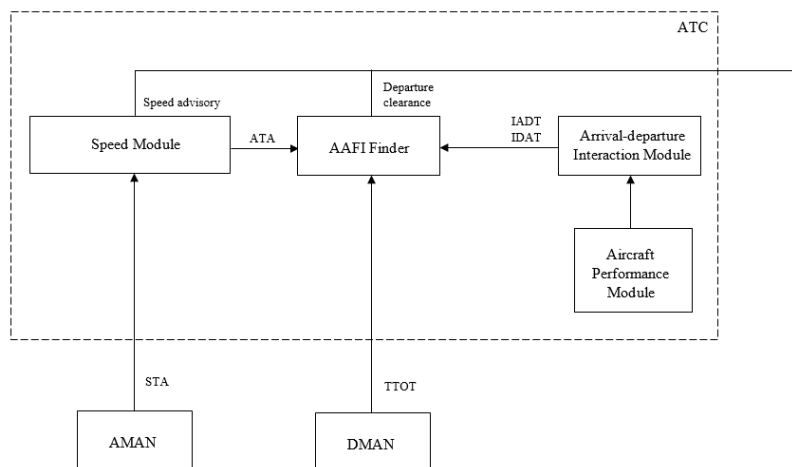 ATC
Speed advisory
Departure
clearance
Speed Module
ATA
AAFI Finder
IADT
IDAT
Arrival-departure
Interaction Module
Aircraft
Performance
Module
STA
TTOT
AMAN
DMAN